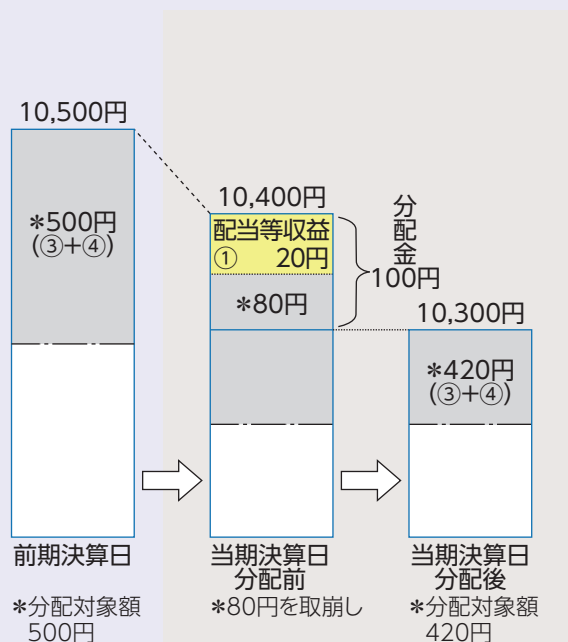 10,500円
*500円
(③+④)
10,400円
配当等収益
① 20円
*80円
分配金
100円
10,300円
*420円
(③+④)
前期決算日
*分配対象額
500円
当期決算日
分配前
*80円を取崩し
当期決算日
分配後
*分配対象額
420円